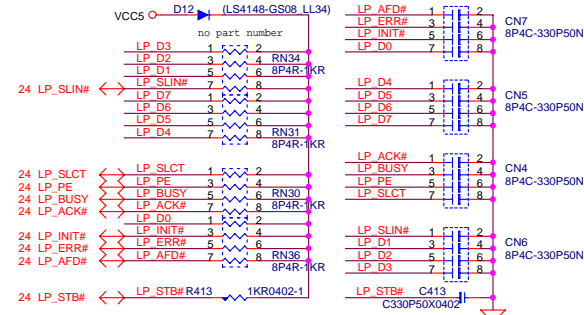 VCC5 D12 (LS4148-GS08_LL34)
no part number
LP_D3 1 2
LP_D2 3 4 RN34
LP_D1 5 6 8P4R-1KR
24 LP_SLIN# LP_SLIN# 7 8
LP_D7 1 2
LP_D6 3 4
LP_D5 5 6 RN31
LP_D4 7 8 8P4R-1KR
24 LP_SLCT LP_SLCT 1 2
24 LP_PE LP_PE 3 4
24 LP_BUSY LP_BUSY 5 6 RN30
24 LP_ACK# LP_ACK# 7 8 8P4R-1KR
LP_D0 1 2
24 LP_INIT# LP_INIT# 3 4
24 LP_ERR# LP_ERR# 5 6 RN36
24 LP_AFD# LP_AFD# 7 8 8P4R-1KR
24 LP_STB# LP_STB# R413 1KR0402-1
LP_AFD# 1 2
LP_ERR# 3 4 CN7
LP_INIT# 5 6 8P4C-330P50N
LP_D0 7 8
LP_D4 1 2
LP_D5 3 4 CN5
LP_D6 5 6 8P4C-330P50N
LP_D7 7 8
LP_ACK# 1 2
LP_BUSY 3 4 CN4
LP_PE 5 6 8P4C-330P50N
LP_SLCT 7 8
LP_SLIN# 1 2
LP_D1 3 4 CN6
LP_D2 5 6 8P4C-330P50N
LP_D3 7 8
LP_STB# C413
C330P50X0402